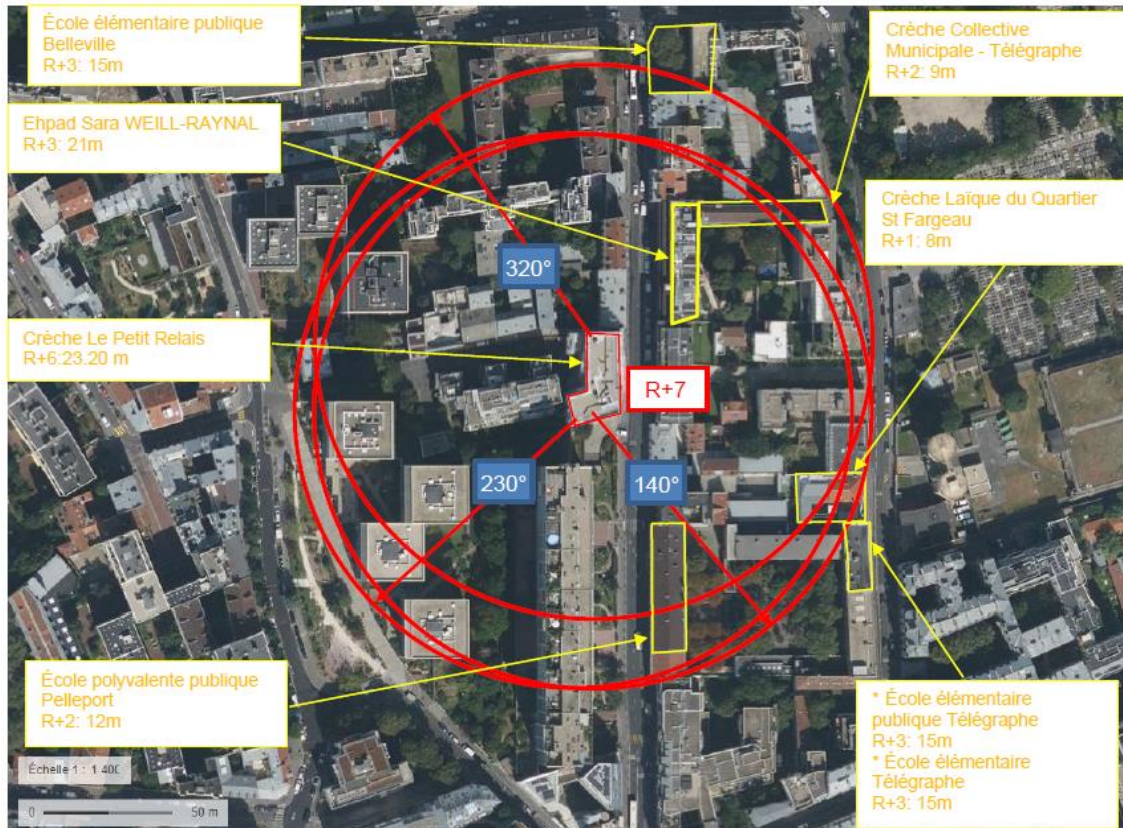 École élémentaire publique
Belleville
R+3: 15m
Crèche Collective
Municipale - Télégraphe
R+2: 9m
Ehpad Sara WEILL-RAYNAL
R+3: 21m
Crèche Laïque du Quartier
St Fargeau
R+1: 8m
320°
Crèche Le Petit Relais
R+6:23.20 m
R+7
230°
140°
École polyvalente publique
Pelleport
R+2: 12m
* École élémentaire
publique Télégraphe
R+3: 15m
* École élémentaire
Télégraphe
R+3: 15m
Échelle 1 : 1 400
0 50 m